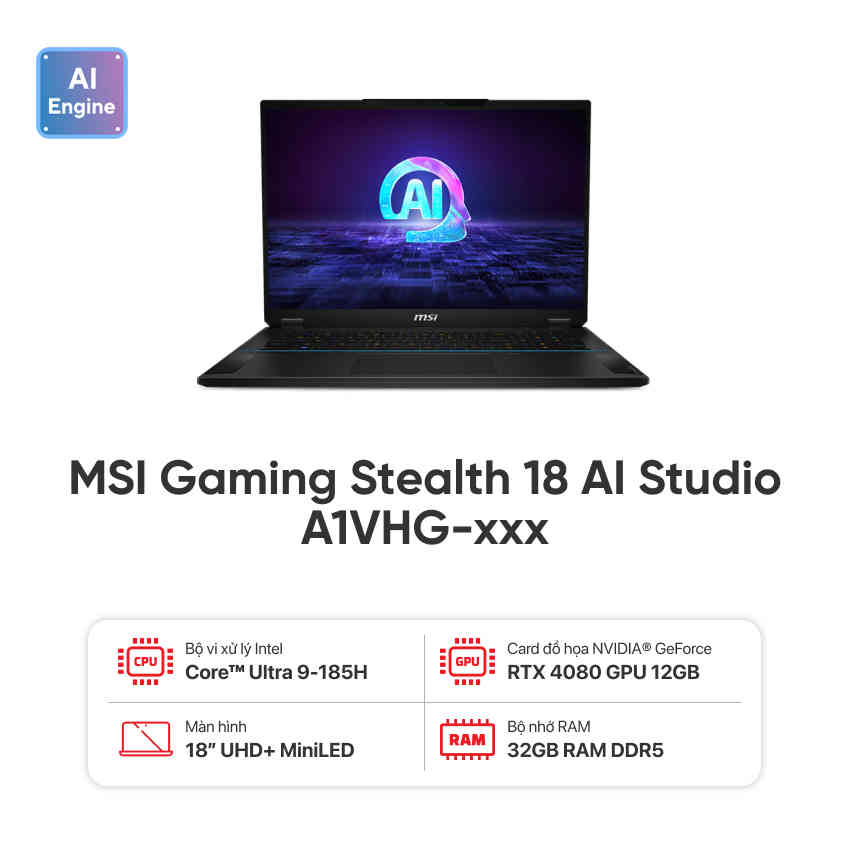 AI
Engine
AI
msi
MSI Gaming Stealth 18 AI Studio
A1VHG-xxx
CPU
Bộ vi xử lý Intel
Core™ Ultra 9-185H
GPU
Card đồ họa NVIDIA® GeForce
RTX 4080 GPU 12GB
Màn hình
18” UHD+ MiniLED
RAM
Bộ nhớ RAM
32GB RAM DDR5